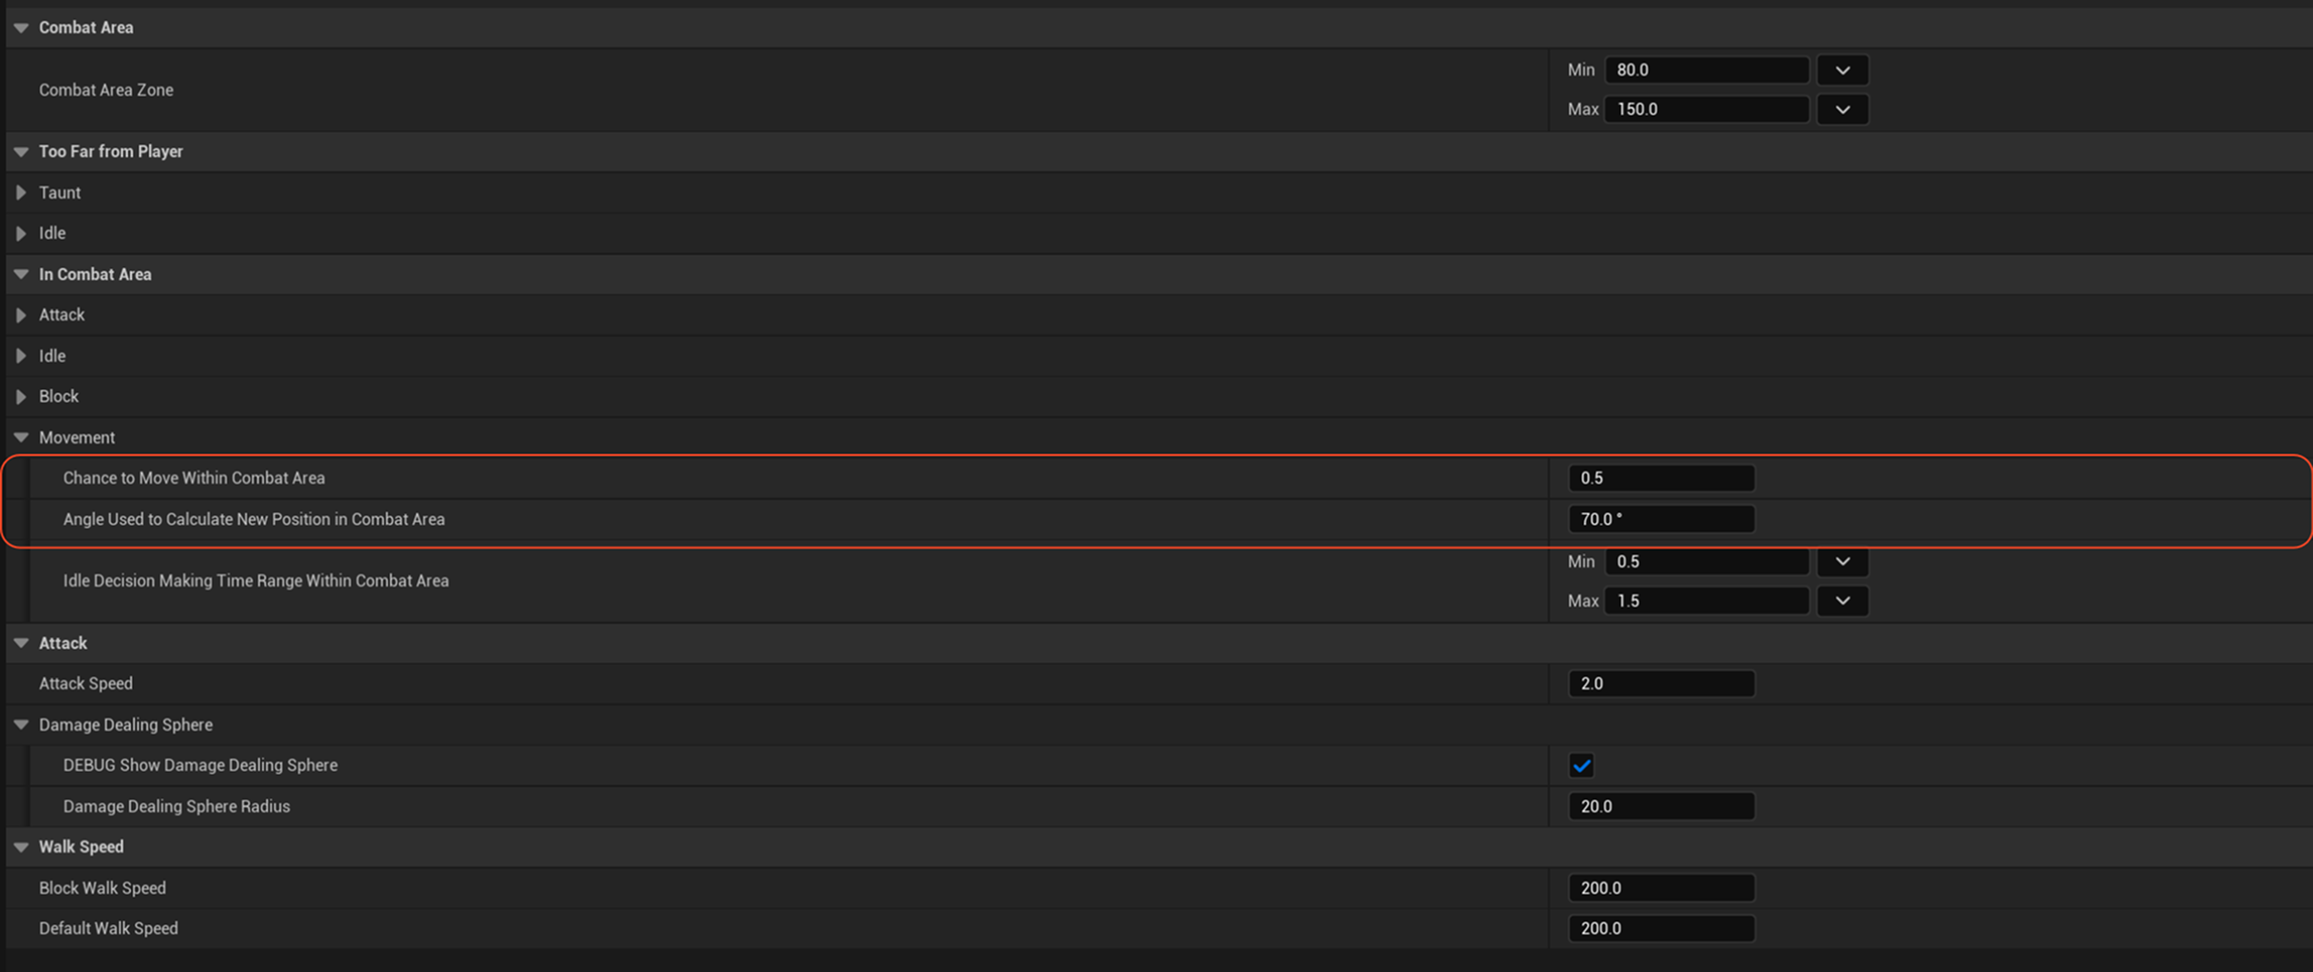 Combat Area
Combat Area Zone
Min 80.0
Max 150.0
Too Far from Player
Taunt
Idle
In Combat Area
Attack
Idle
Block
Movement
Chance to Move Within Combat Area 0.5
Angle Used to Calculate New Position in Combat Area 70.0 °
Idle Decision Making Time Range Within Combat Area
Min 0.5
Max 1.5
Attack
Attack Speed 2.0
Damage Dealing Sphere
DEBUG Show Damage Dealing Sphere
Damage Dealing Sphere Radius 20.0
Walk Speed
Block Walk Speed 200.0
Default Walk Speed 200.0